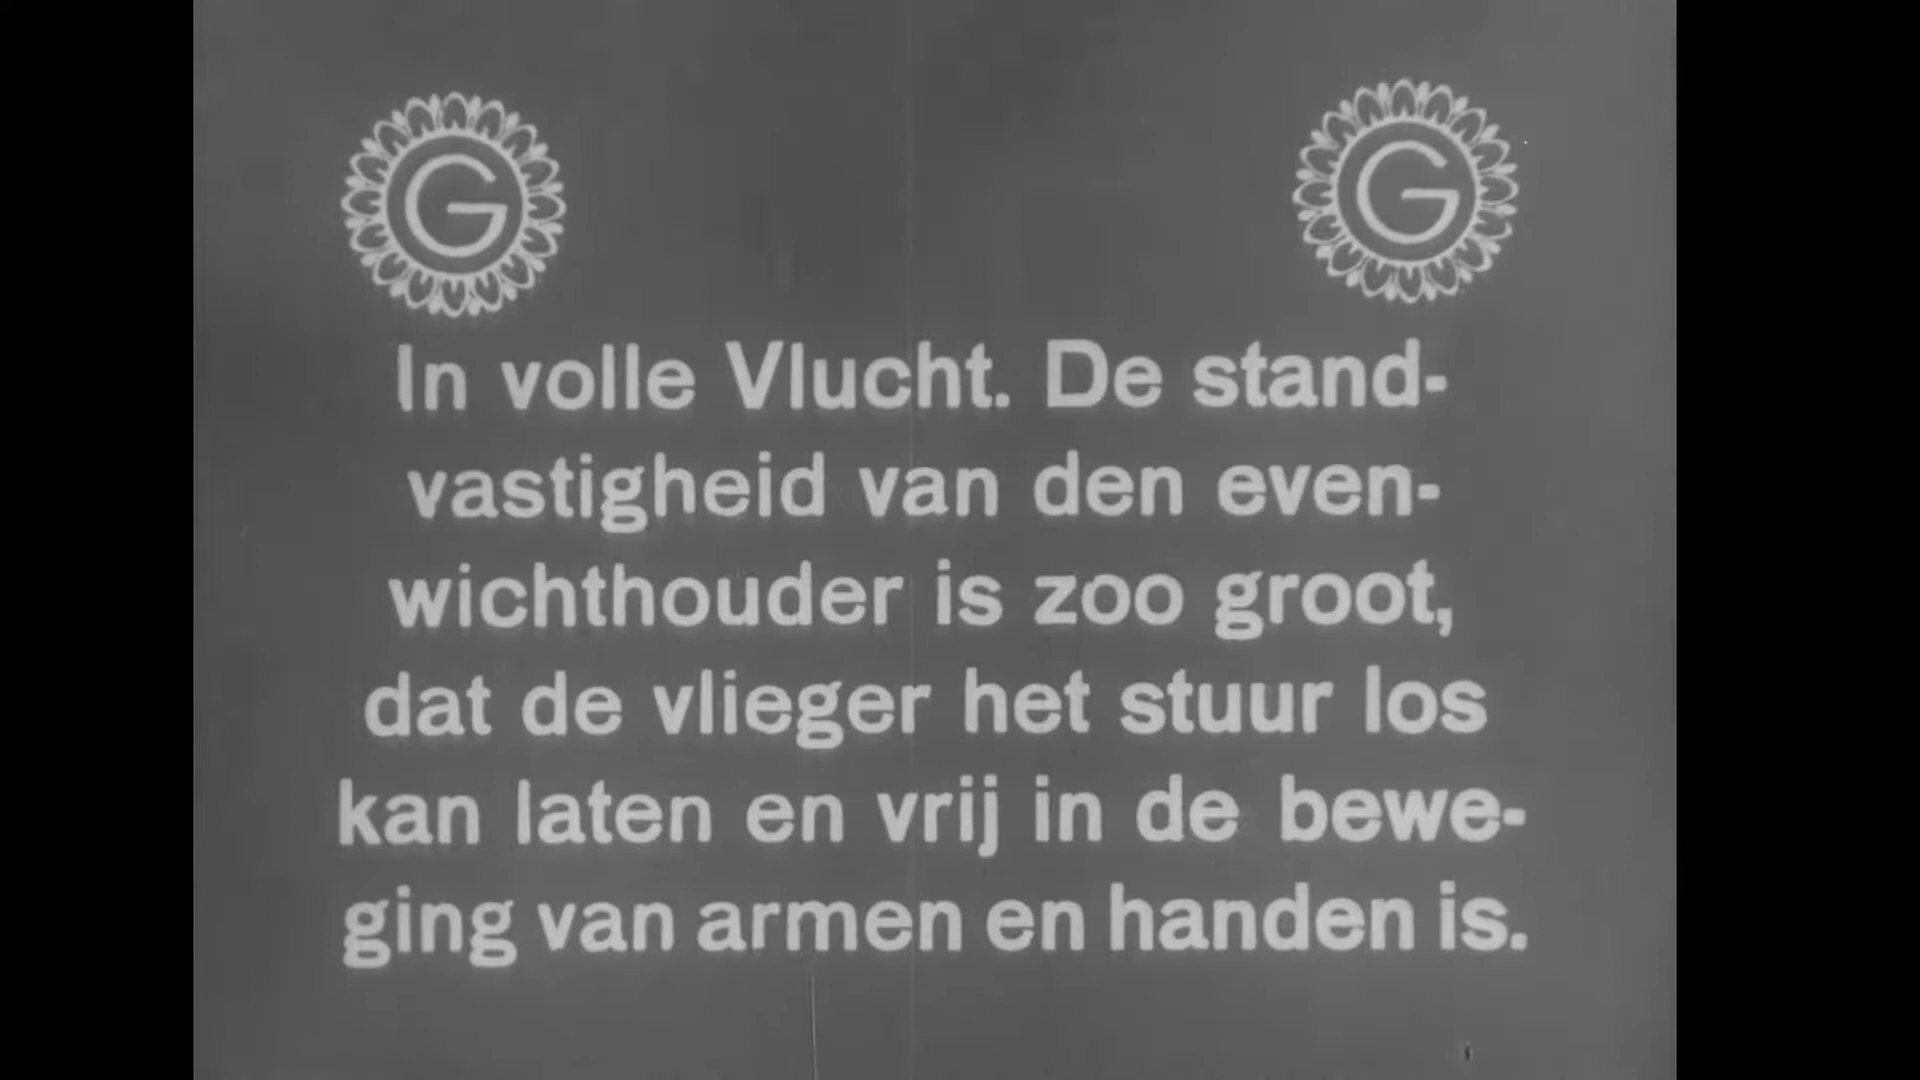 G G
In volle Vlucht. De stand-
vastigheid van den even-
wichthouder is zoo groot,
dat de vlieger het stuur los
kan laten en vrij in de bewe-
ging van armen en handen is.